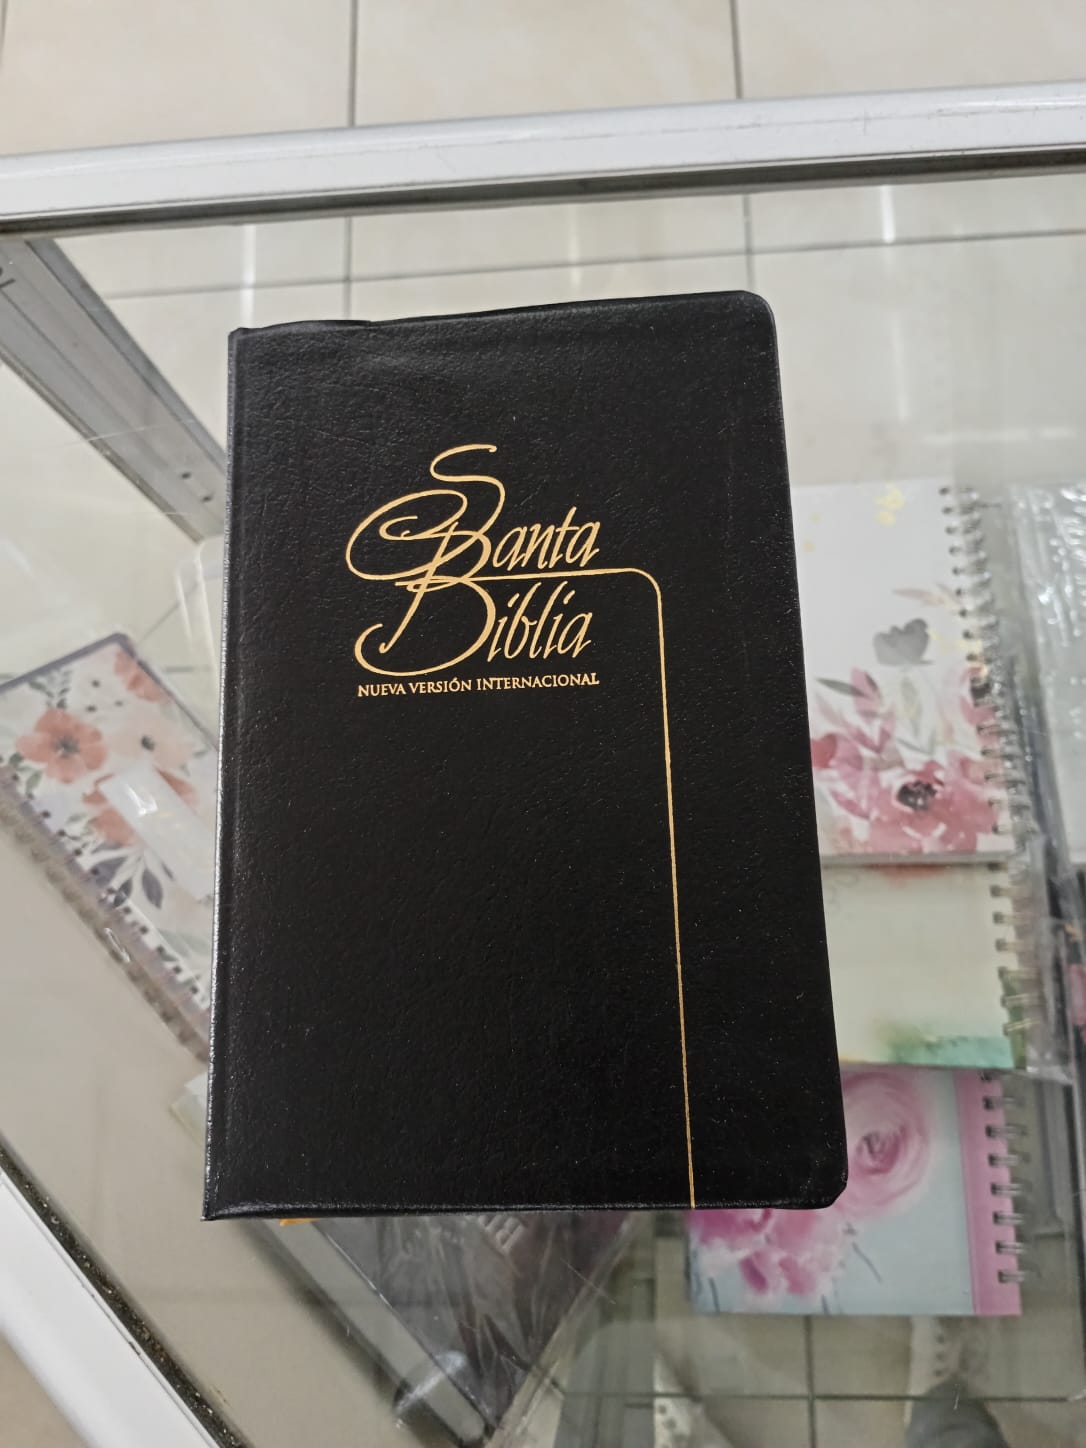 Santa
Biblia
NUEVA VERSIÓN INTERNACIONAL